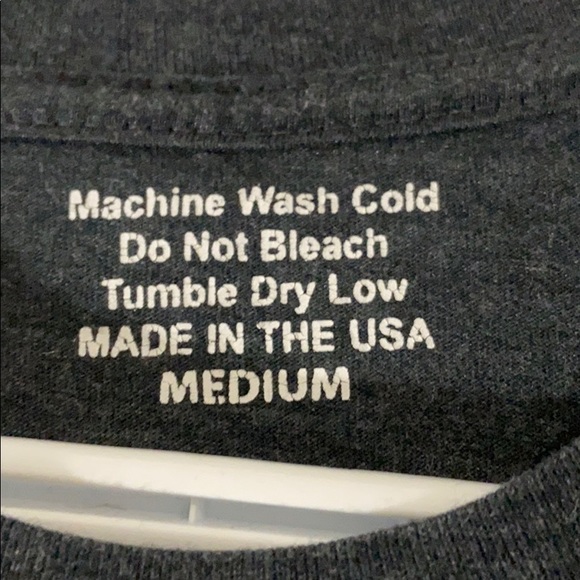 Machine Wash Cold
Do Not Bleach
Tumble Dry Low
MADE IN THE USA
MEDIUM